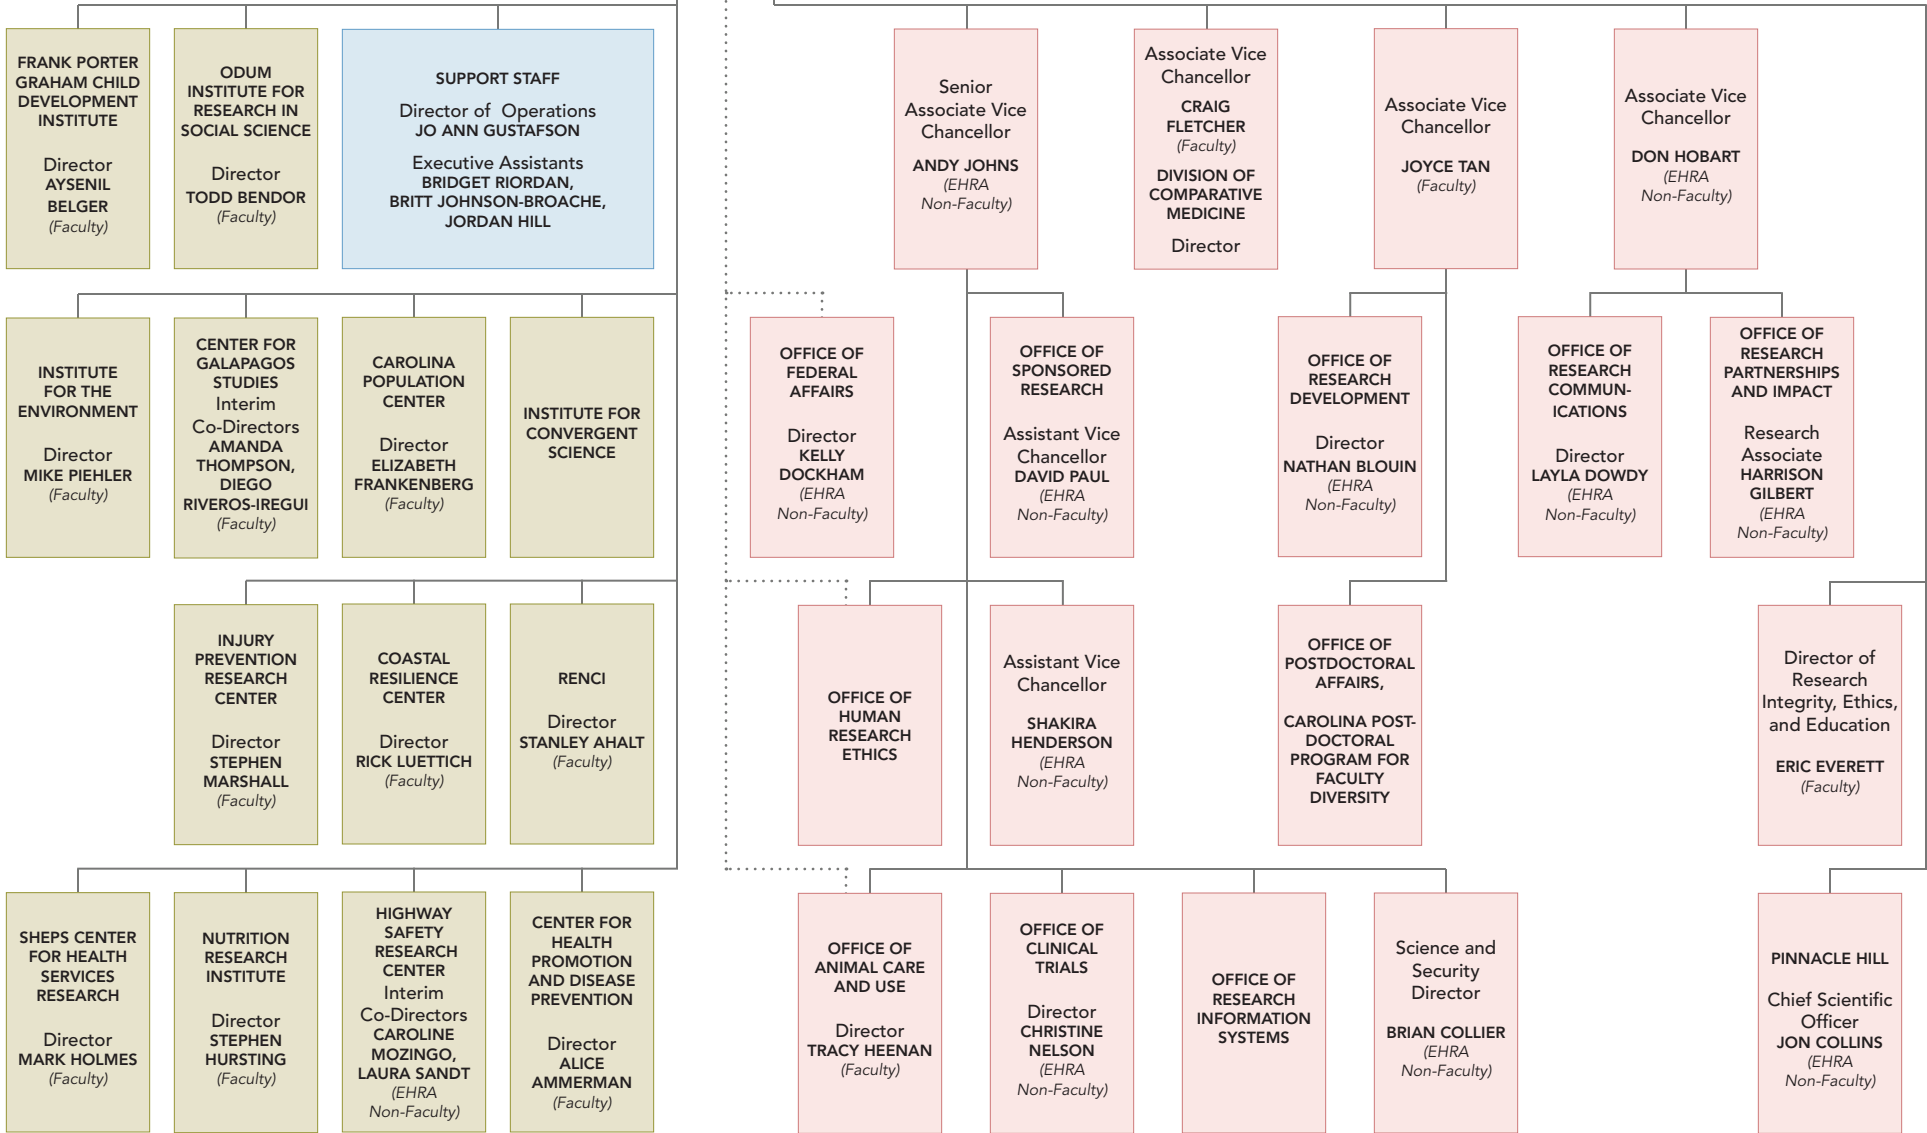 FRANK PORTER
GRAHAM CHILD
DEVELOPMENT
INSTITUTE
Director
AYSENIL
BELGER
(Faculty)
ODUM
INSTITUTE FOR
RESEARCH IN
SOCIAL SCIENCE
Director
TODD BENDOR
(Faculty)
SUPPORT STAFF
Director of Operations
JO ANN GUSTAFSON
Executive Assistants
BRIDGET RIORDAN,
BRITT JOHNSON-BROACHE,
JORDAN HILL
Senior
Associate Vice
Chancellor
ANDY JOHNS
(EHRA
Non-Faculty)
Associate Vice
Chancellor
CRAIG
FLETCHER
(Faculty)
DIVISION OF
COMPARATIVE
MEDICINE
Director
Associate Vice
Chancellor
JOYCE TAN
(Faculty)
Associate Vice
Chancellor
DON HOBART
(EHRA
Non-Faculty)
INSTITUTE
FOR THE
ENVIRONMENT
Director
MIKE PIEHLER
(Faculty)
CENTER FOR
GALAPAGOS
STUDIES
Interim
Co-Directors
AMANDA
THOMPSON,
DIEGO
RIVEROS-IREGUI
(Faculty)
CAROLINA
POPULATION
CENTER
Director
ELIZABETH
FRANKENBERG
(Faculty)
INSTITUTE FOR
CONVERGENT
SCIENCE
OFFICE OF
FEDERAL
AFFAIRS
Director
KELLY
DOCKHAM
(EHRA
Non-Faculty)
OFFICE OF
SPONSORED
RESEARCH
Assistant Vice
Chancellor
DAVID PAUL
(EHRA
Non-Faculty)
OFFICE OF
RESEARCH
DEVELOPMENT
Director
NATHAN BLOUIN
(EHRA
Non-Faculty)
OFFICE OF
RESEARCH
COMMUN-
ICATIONS
Director
LAYLA DOWDY
(EHRA
Non-Faculty)
OFFICE OF
RESEARCH
PARTNERSHIPS
AND IMPACT
Research
Associate
HARRISON
GILBERT
(EHRA
Non-Faculty)
INJURY
PREVENTION
RESEARCH
CENTER
Director
STEPHEN
MARSHALL
(Faculty)
COASTAL
RESILIENCE
CENTER
Director
RICK LUETTICH
(Faculty)
RENCI
Director
STANLEY AHALT
(Faculty)
OFFICE OF
HUMAN
RESEARCH
ETHICS
Assistant Vice
Chancellor
SHAKIRA
HENDERSON
(EHRA
Non-Faculty)
OFFICE OF
POSTDOCTORAL
AFFAIRS,
CAROLINA POST-
DOCTORAL
PROGRAM FOR
FACULTY
DIVERSITY
Director of
Research
Integrity, Ethics,
and Education
ERIC EVERETT
(Faculty)
SHEPS CENTER
FOR HEALTH
SERVICES
RESEARCH
Director
MARK HOLMES
(Faculty)
NUTRITION
RESEARCH
INSTITUTE
Director
STEPHEN
HURSTING
(Faculty)
HIGHWAY
SAFETY
RESEARCH
CENTER
Interim
Co-Directors
CAROLINE
MOZINGO,
LAURA SANDT
(EHRA
Non-Faculty)
CENTER FOR
HEALTH
PROMOTION
AND DISEASE
PREVENTION
Director
ALICE
AMMERMAN
(Faculty)
OFFICE OF
ANIMAL CARE
AND USE
Director
TRACY HEENAN
(Faculty)
OFFICE OF
CLINICAL
TRIALS
Director
CHRISTINE
NELSON
(EHRA
Non-Faculty)
OFFICE OF
RESEARCH
INFORMATION
SYSTEMS
Science and
Security
Director
BRIAN COLLIER
(EHRA
Non-Faculty)
PINNACLE HILL
Chief Scientific
Officer
JON COLLINS
(EHRA
Non-Faculty)